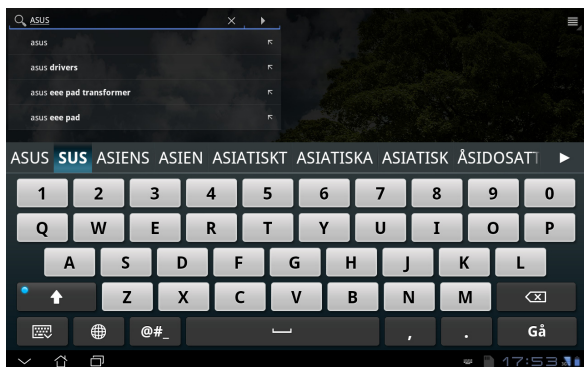 ASUS
asus
asus drivers
asus eee pad transformer
asus eee pad
ASUS SUS ASIENS ASIEN ASIATISKT ASIATISKA ASIATISK ÅSIDOSATT
1 2 3 4 5 6 7 8 9 0
Q W E R T Y U I O P
A S D F G H J K L
Z X C V B N M
@#_ , . Gå
17:53